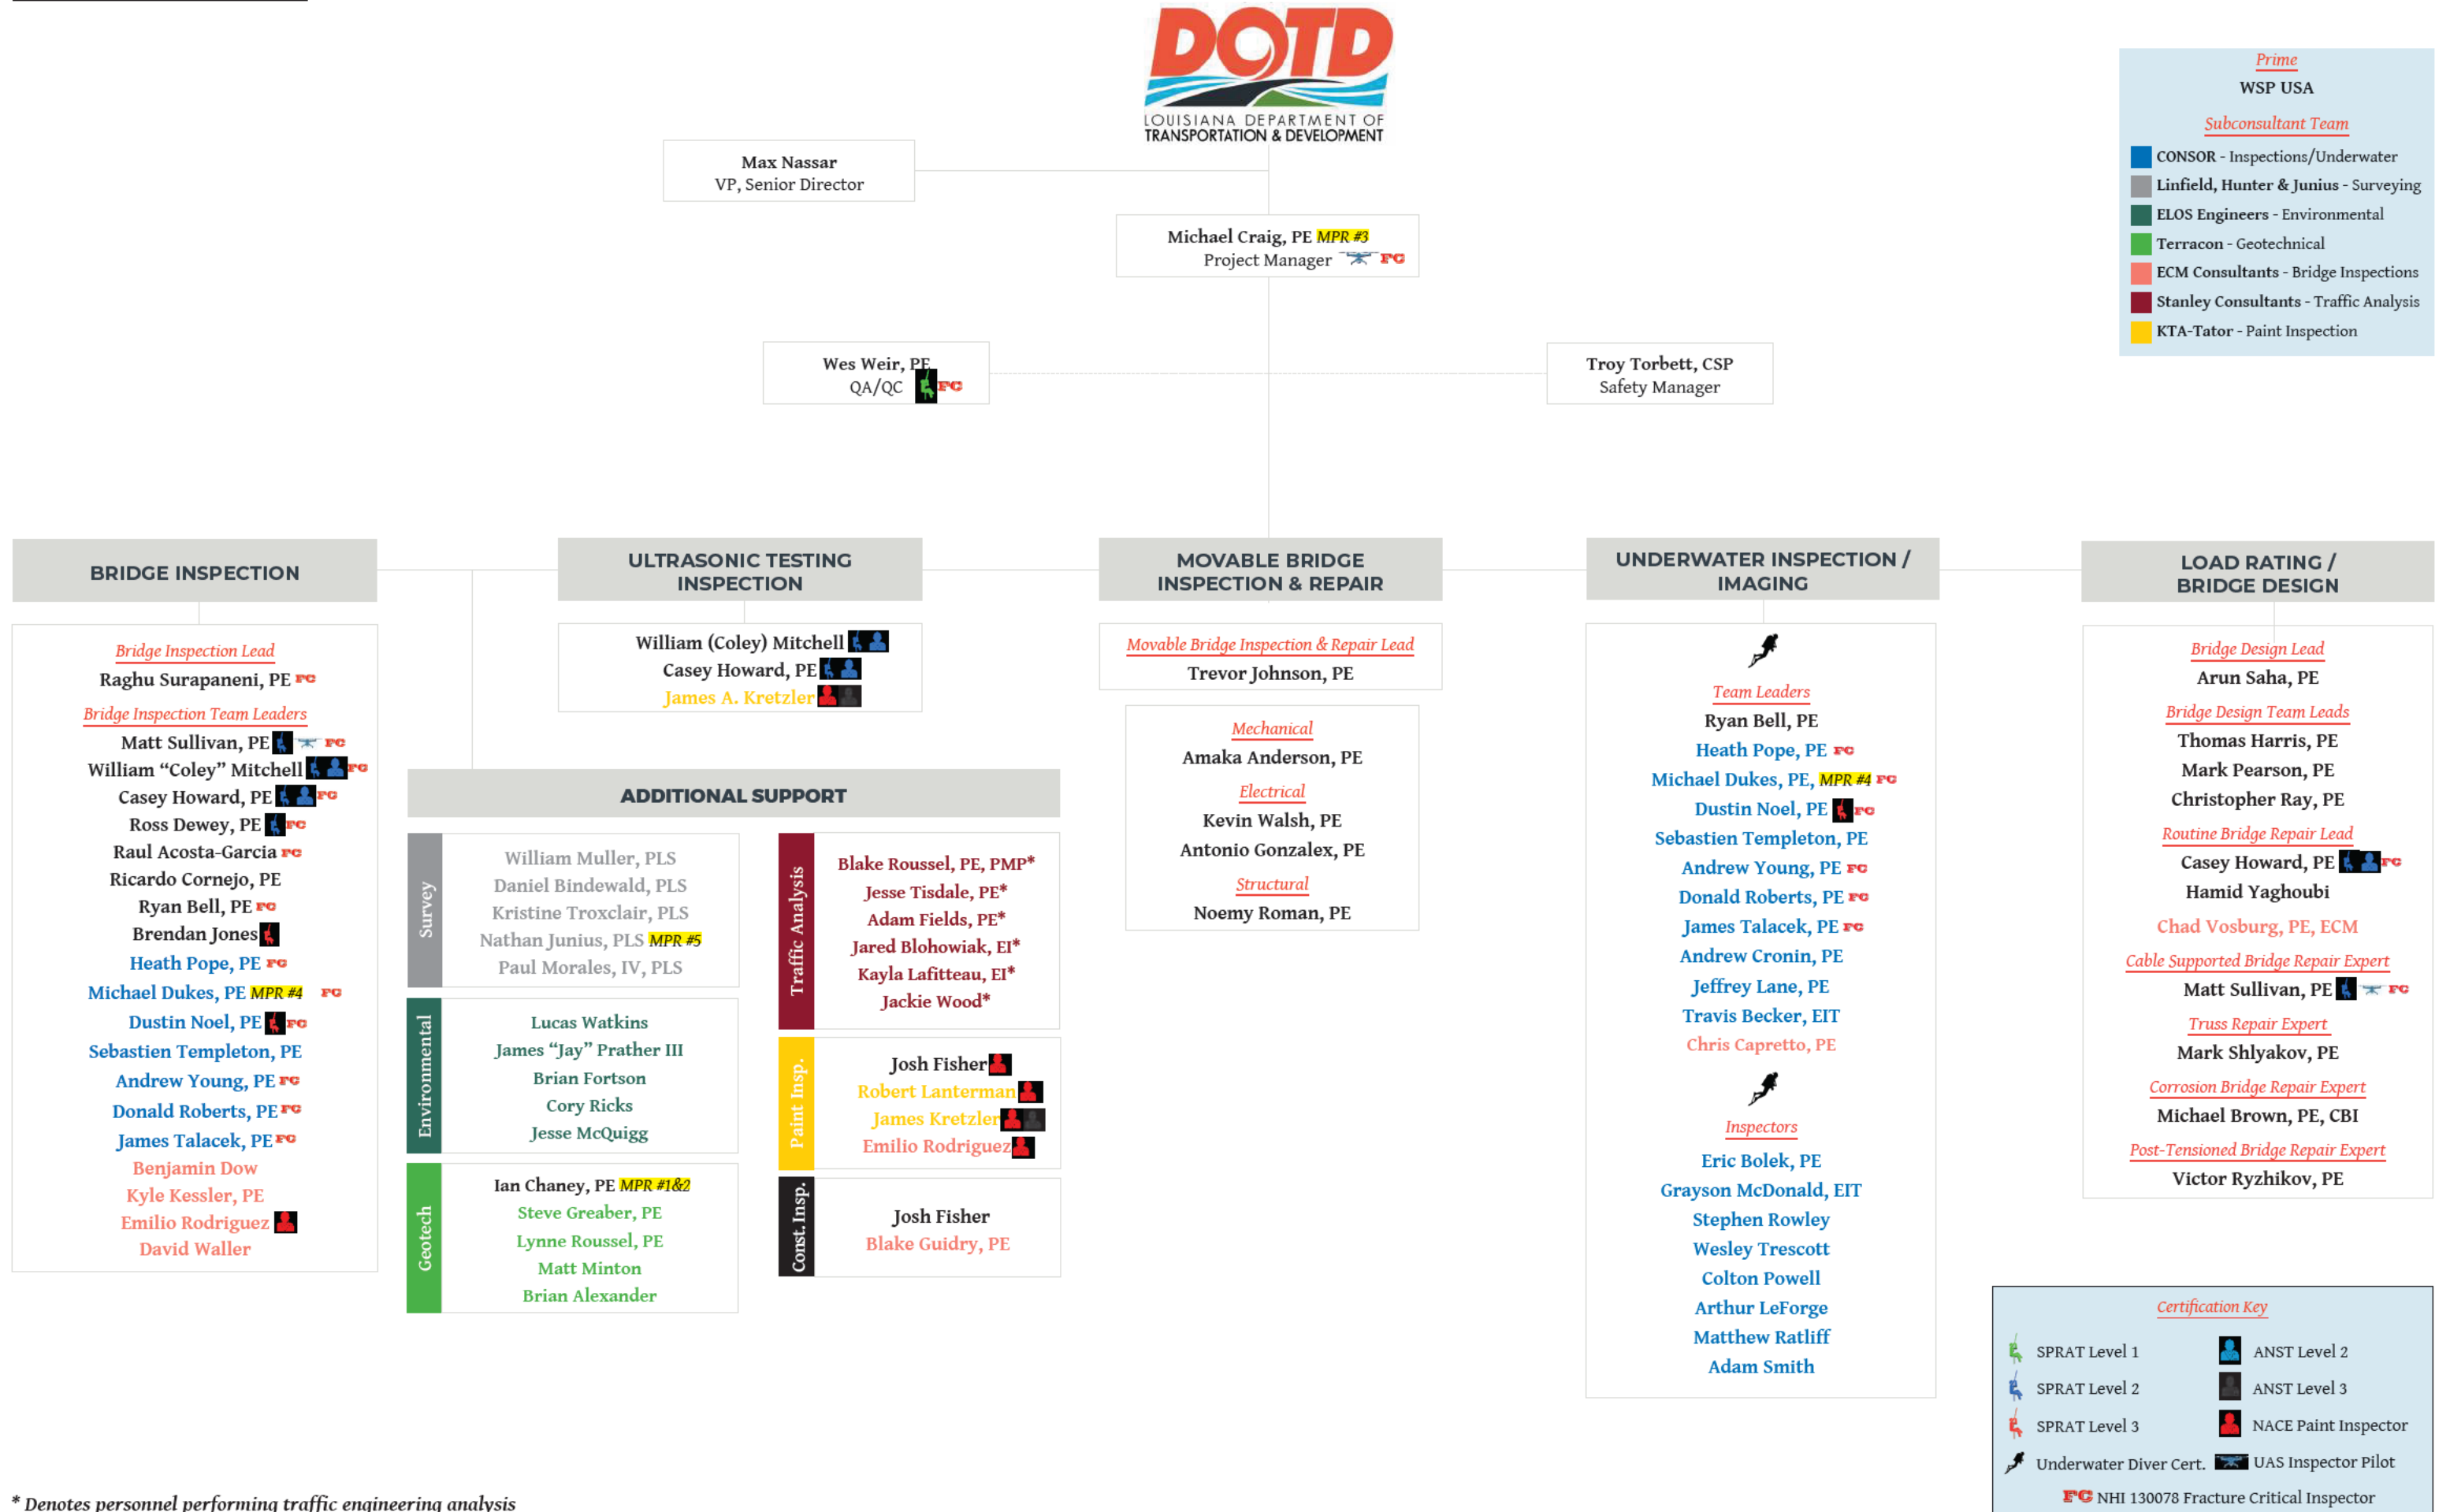 DOTD
LOUISIANA DEPARTMENT OF
TRANSPORTATION & DEVELOPMENT
Prime
WSP USA
Subconsultant Team
CONSOR - Inspections/Underwater
Linfield, Hunter & Junius - Surveying
ELOS Engineers - Environmental
Terracon - Geotechnical
ECM Consultants - Bridge Inspections
Stanley Consultants - Traffic Analysis
KTA-Tator - Paint Inspection
Max Nassar
VP, Senior Director
Michael Craig, PE MPR #3
Project Manager FC
Wes Weir, PE
QA/QC FC
Troy Torbett, CSP
Safety Manager
BRIDGE INSPECTION
Bridge Inspection Lead
Raghu Surapaneni, PE FC
Bridge Inspection Team Leaders
Matt Sullivan, PE FC
William “Coley” Mitchell FC
Casey Howard, PE FC
Ross Dewey, PE FC
Raul Acosta-Garcia FC
Ricardo Cornejo, PE
Ryan Bell, PE FC
Brendan Jones
Heath Pope, PE FC
Michael Dukes, PE MPR #4 FC
Dustin Noel, PE FC
Sebastien Templeton, PE
Andrew Young, PE FC
Donald Roberts, PE FC
James Talacek, PE FC
Benjamin Dow
Kyle Kessler, PE
Emilio Rodriguez
David Waller
ULTRASONIC TESTING
INSPECTION
William (Coley) Mitchell
Casey Howard, PE
James A. Kretzler
ADDITIONAL SUPPORT
Survey
William Muller, PLS
Daniel Bindewald, PLS
Kristine Troxclair, PLS
Nathan Junius, PLS MPR #5
Paul Morales, IV, PLS
Environmental
Lucas Watkins
James “Jay” Prather III
Brian Fortson
Cory Ricks
Jesse McQuigg
Geotech
Ian Chaney, PE MPR #1&2
Steve Greaber, PE
Lynne Roussel, PE
Matt Minton
Brian Alexander
Traffic Analysis
Blake Roussel, PE, PMP*
Jesse Tisdale, PE*
Adam Fields, PE*
Jared Blohowiak, EI*
Kayla Lafitteau, EI*
Jackie Wood*
Paint Insp.
Josh Fisher
Robert Lanterman
James Kretzler
Emilio Rodriguez
Const. Insp.
Josh Fisher
Blake Guidry, PE
MOVABLE BRIDGE
INSPECTION & REPAIR
Movable Bridge Inspection & Repair Lead
Trevor Johnson, PE
Mechanical
Amaka Anderson, PE
Electrical
Kevin Walsh, PE
Antonio Gonzalex, PE
Structural
Noemy Roman, PE
UNDERWATER INSPECTION /
IMAGING
Team Leaders
Ryan Bell, PE
Heath Pope, PE FC
Michael Dukes, PE, MPR #4 FC
Dustin Noel, PE FC
Sebastien Templeton, PE
Andrew Young, PE FC
Donald Roberts, PE FC
James Talacek, PE FC
Andrew Cronin, PE
Jeffrey Lane, PE
Travis Becker, EIT
Chris Capretto, PE
Inspectors
Eric Bolek, PE
Grayson McDonald, EIT
Stephen Rowley
Wesley Trescott
Colton Powell
Arthur LeForge
Matthew Ratliff
Adam Smith
LOAD RATING /
BRIDGE DESIGN
Bridge Design Lead
Arun Saha, PE
Bridge Design Team Leads
Thomas Harris, PE
Mark Pearson, PE
Christopher Ray, PE
Routine Bridge Repair Lead
Casey Howard, PE FC
Hamid Yaghoubi
Chad Vosburg, PE, ECM
Cable Supported Bridge Repair Expert
Matt Sullivan, PE FC
Truss Repair Expert
Mark Shlyakov, PE
Corrosion Bridge Repair Expert
Michael Brown, PE, CBI
Post-Tensioned Bridge Repair Expert
Victor Ryzhikov, PE
Certification Key
SPRAT Level 1
ANST Level 2
SPRAT Level 2
ANST Level 3
SPRAT Level 3
NACE Paint Inspector
Underwater Diver Cert.
UAS Inspector Pilot
FC NHI 130078 Fracture Critical Inspector
* Denotes personnel performing traffic engineering analysis